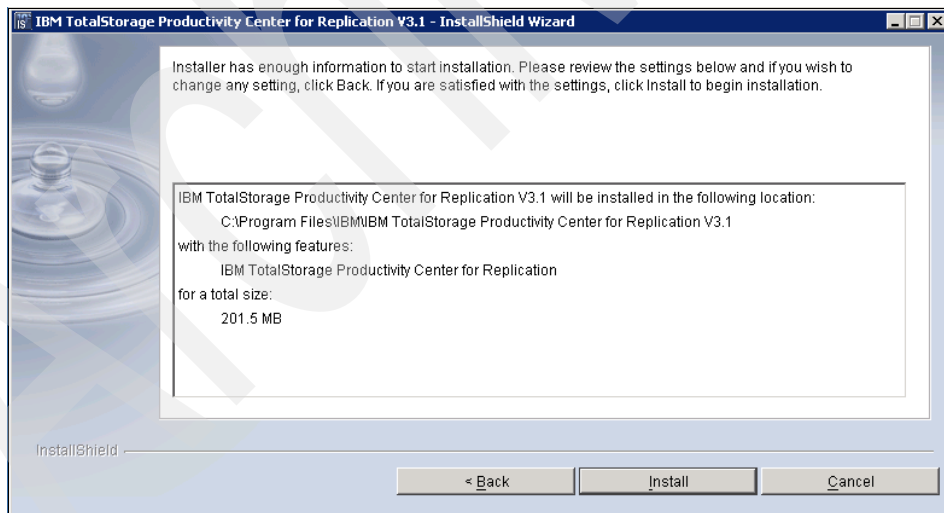 IBM TotalStorage Productivity Center for Replication V3.1 - InstallShield Wizard
Installer has enough information to start installation. Please review the settings below and if you wish to
change any setting, click Back. If you are satisfied with the settings, click Install to begin installation.
IBM TotalStorage Productivity Center for Replication V3.1 will be installed in the following location:
C:\Program Files\IBM\IBM TotalStorage Productivity Center for Replication V3.1
with the following features:
IBM TotalStorage Productivity Center for Replication
for a total size:
201.5 MB
InstallShield
< Back Install Cancel